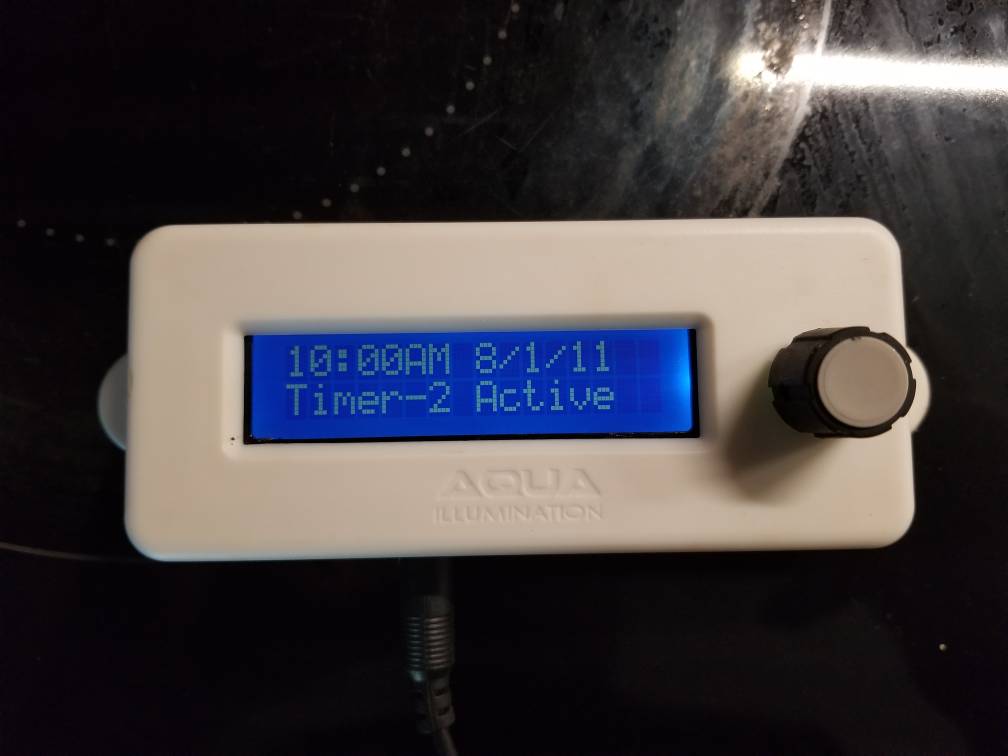 10:00AM 8/1/11
Timer-2 Active
AQUA
ILLUMINATION